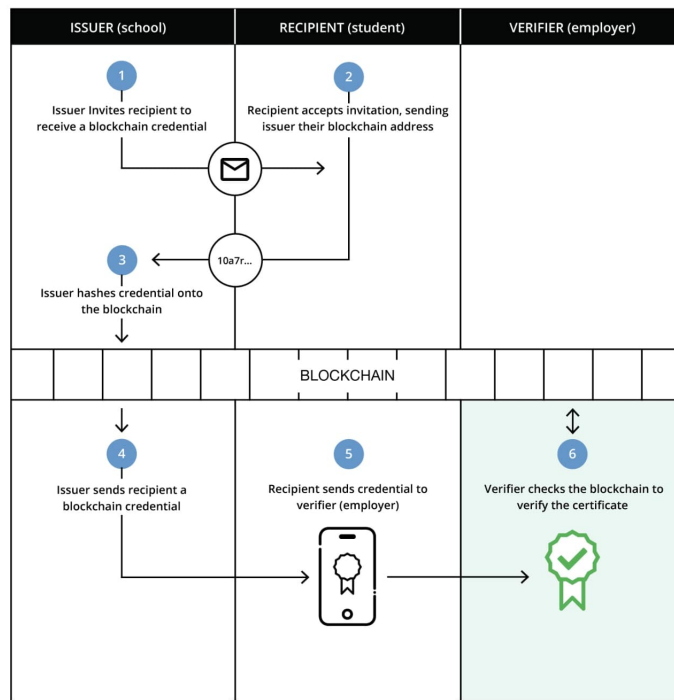 ISSUER (school)
RECIPIENT (student)
VERIFIER (employer)
1
Issuer Invites recipient to
receive a blockchain credential
2
Recipient accepts invitation, sending
issuer their blockchain address
3
10a7r...
Issuer hashes credential onto
the blockchain
BLOCKCHAIN
4
Issuer sends recipient a
blockchain credential
5
Recipient sends credential to
verifier (employer)
6
Verifier checks the blockchain to
verify the certificate